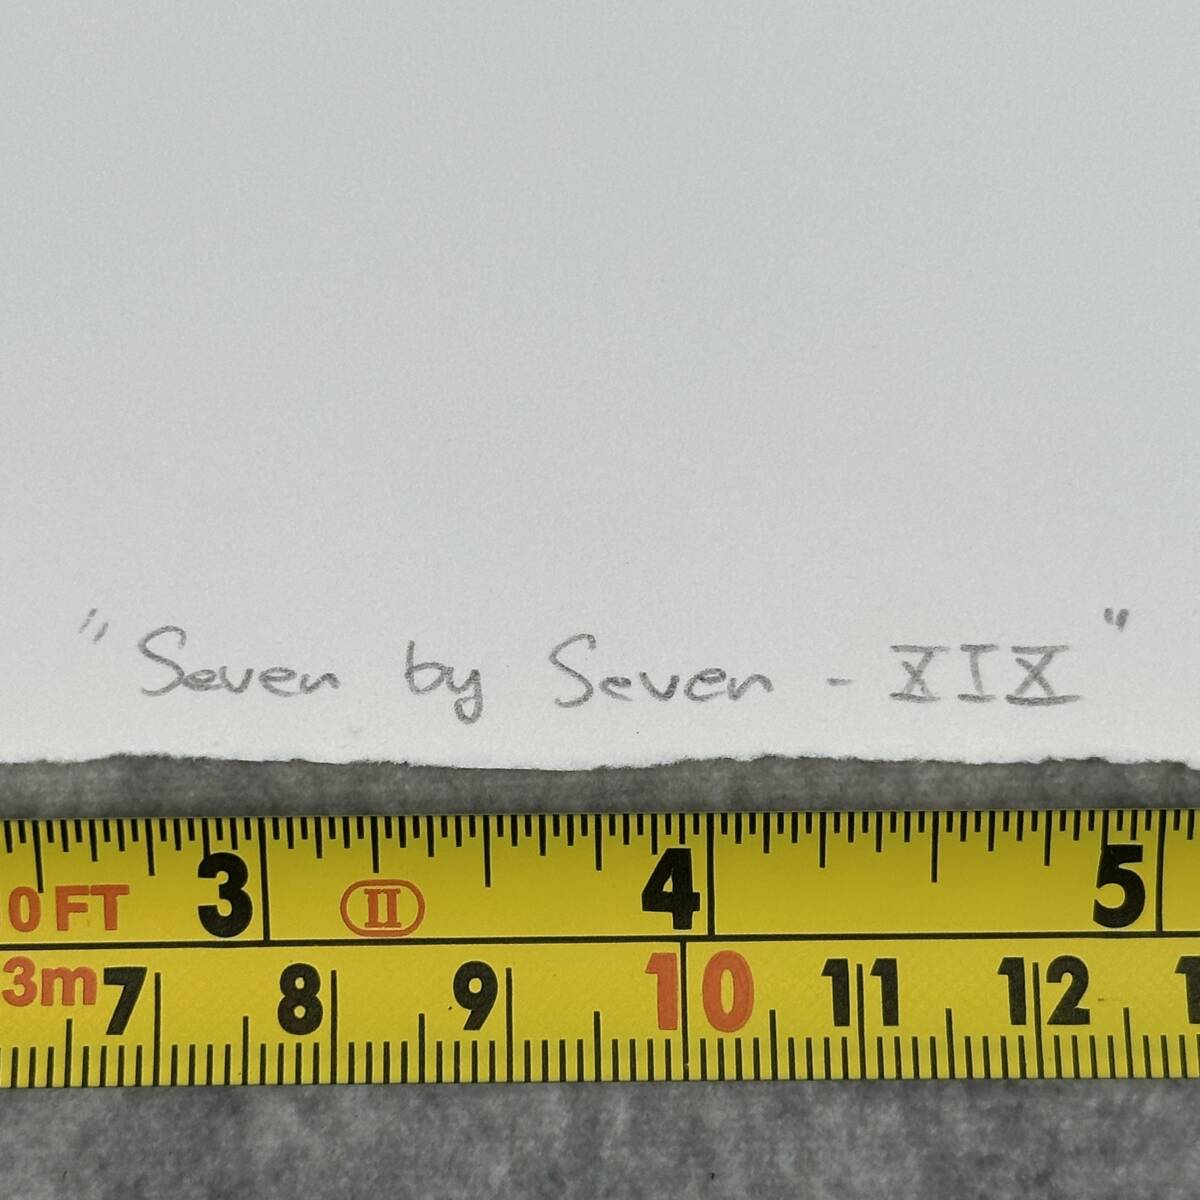 "Seven by Seven - XIX"
3 4 5
0 FT II
3m 7 8 9 10 11 12 1